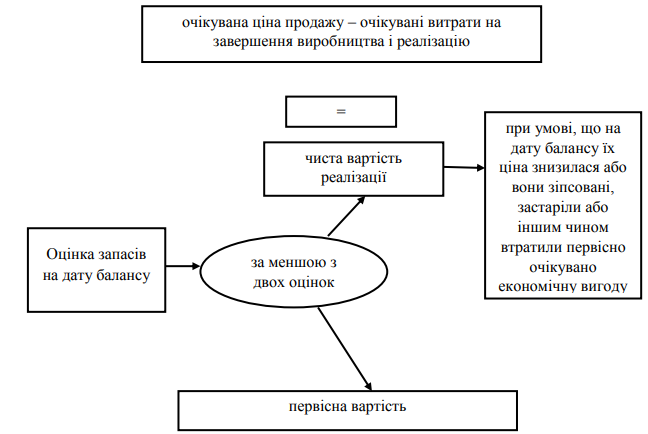 очікувана ціна продажу – очікувані витрати на
завершення виробництва і реалізацію
=
чиста вартість
реалізації
при умові, що на
дату балансу їх
ціна знизилася або
вони зіпсовані,
застаріли або
іншим чином
втратили первісно
очікувано
економічну вигоду
Оцінка запасів
на дату балансу
за меншою з
двох оцінок
первісна вартість